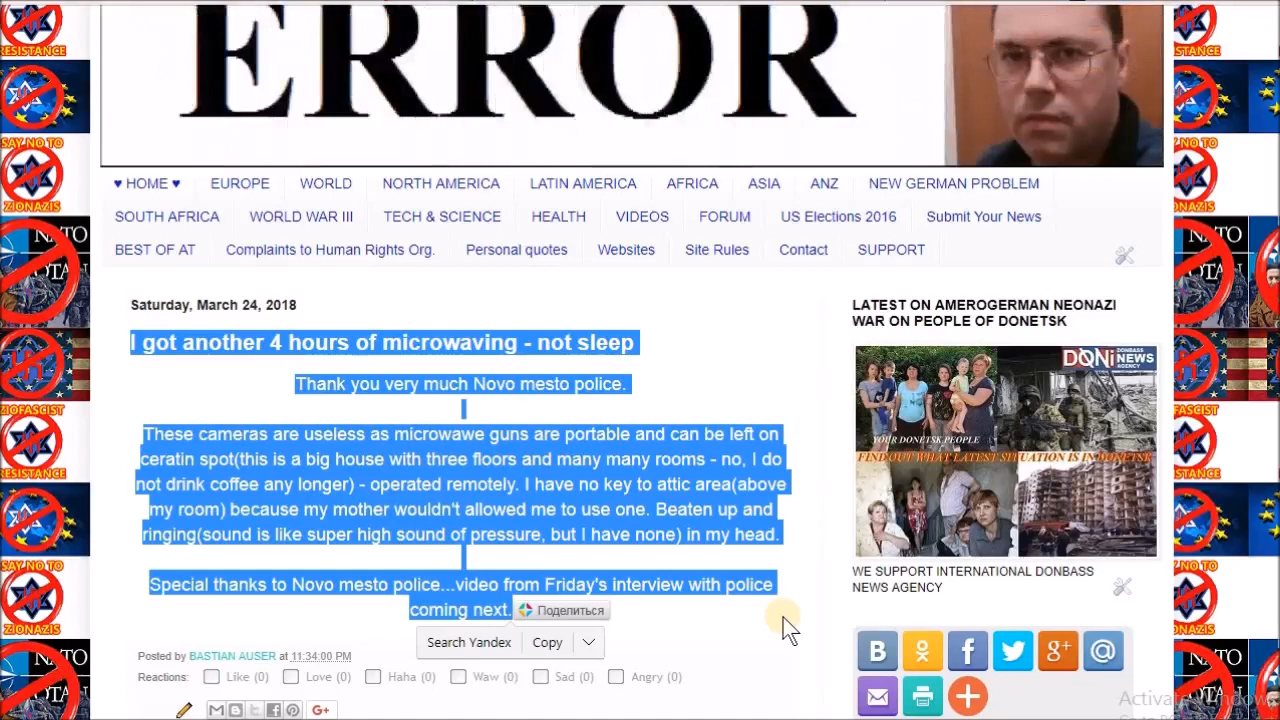 ERROR
RESISTANCE
STANCE
SAY NO TO
ZIONAZIS
NAZIS
NATO
OTAN
♥ HOME ♥ EUROPE WORLD NORTH AMERICA LATIN AMERICA AFRICA ASIA ANZ NEW GERMAN PROBLEM
SOUTH AFRICA WORLD WAR III TECH & SCIENCE HEALTH VIDEOS FORUM US Elections 2016 Submit Your News
BEST OF AT Complaints to Human Rights Org. Personal quotes Websites Site Rules Contact SUPPORT
Saturday, March 24, 2018
I got another 4 hours of microwaving - not sleep
Thank you very much Novo mesto police.
These cameras are useless as microwawe guns are portable and can be left on
ceratin spot(this is a big house with three floors and many many rooms - no, I do
not drink coffee any longer) - operated remotely. I have no key to attic area(above
my room) because my mother wouldn't allowed me to use one. Beaten up and
ringing(sound is like super high sound of pressure, but I have none) in my head.
Special thanks to Novo mesto police...video from Friday's interview with police
coming next.
Поделиться
Search Yandex Copy
Posted by BASTIAN AUSER at 11:34:00 PM
Reactions: Like (0) Love (0) Haha (0) Waw (0) Sad (0) Angry (0)
G+
LATEST ON AMEROGERMAN NEONAZI
WAR ON PEOPLE OF DONETSK
DONi DONBASS
NEWS
AGENCY
YOUR DONETSK PEOPLE
FIND OUT WHAT LATEST SITUATION IS IN DONETSK
WE SUPPORT INTERNATIONAL DONBASS
NEWS AGENCY
Activate Windows